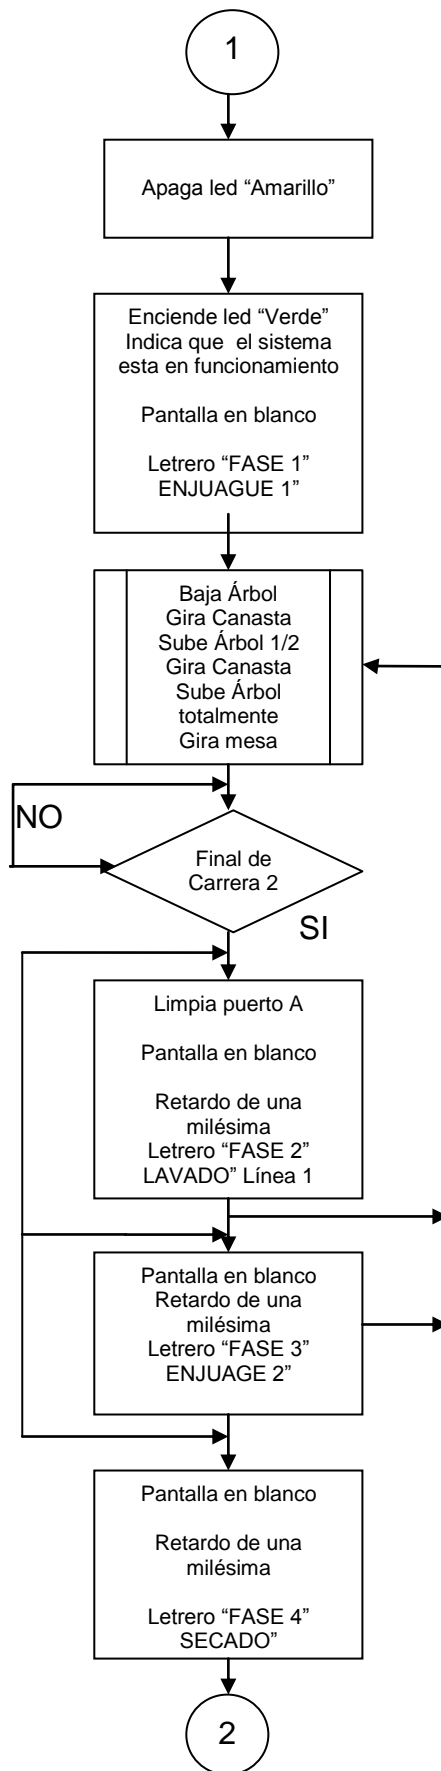 1
Apaga led “Amarillo”
Enciende led “Verde”
Indica que el sistema
esta en funcionamiento
Pantalla en blanco
Letrero “FASE 1”
ENJUAGUE 1”
Baja Árbol
Gira Canasta
Sube Árbol 1/2
Gira Canasta
Sube Árbol
totalmente
Gira mesa
NO
Final de
Carrera 2
SI
Limpia puerto A
Pantalla en blanco
Retardo de una
milésima
Letrero “FASE 2”
LAVADO” Línea 1
Pantalla en blanco
Retardo de una
milésima
Letrero “FASE 3”
ENJUAGE 2”
Pantalla en blanco
Retardo de una
milésima
Letrero “FASE 4”
SECADO”
2